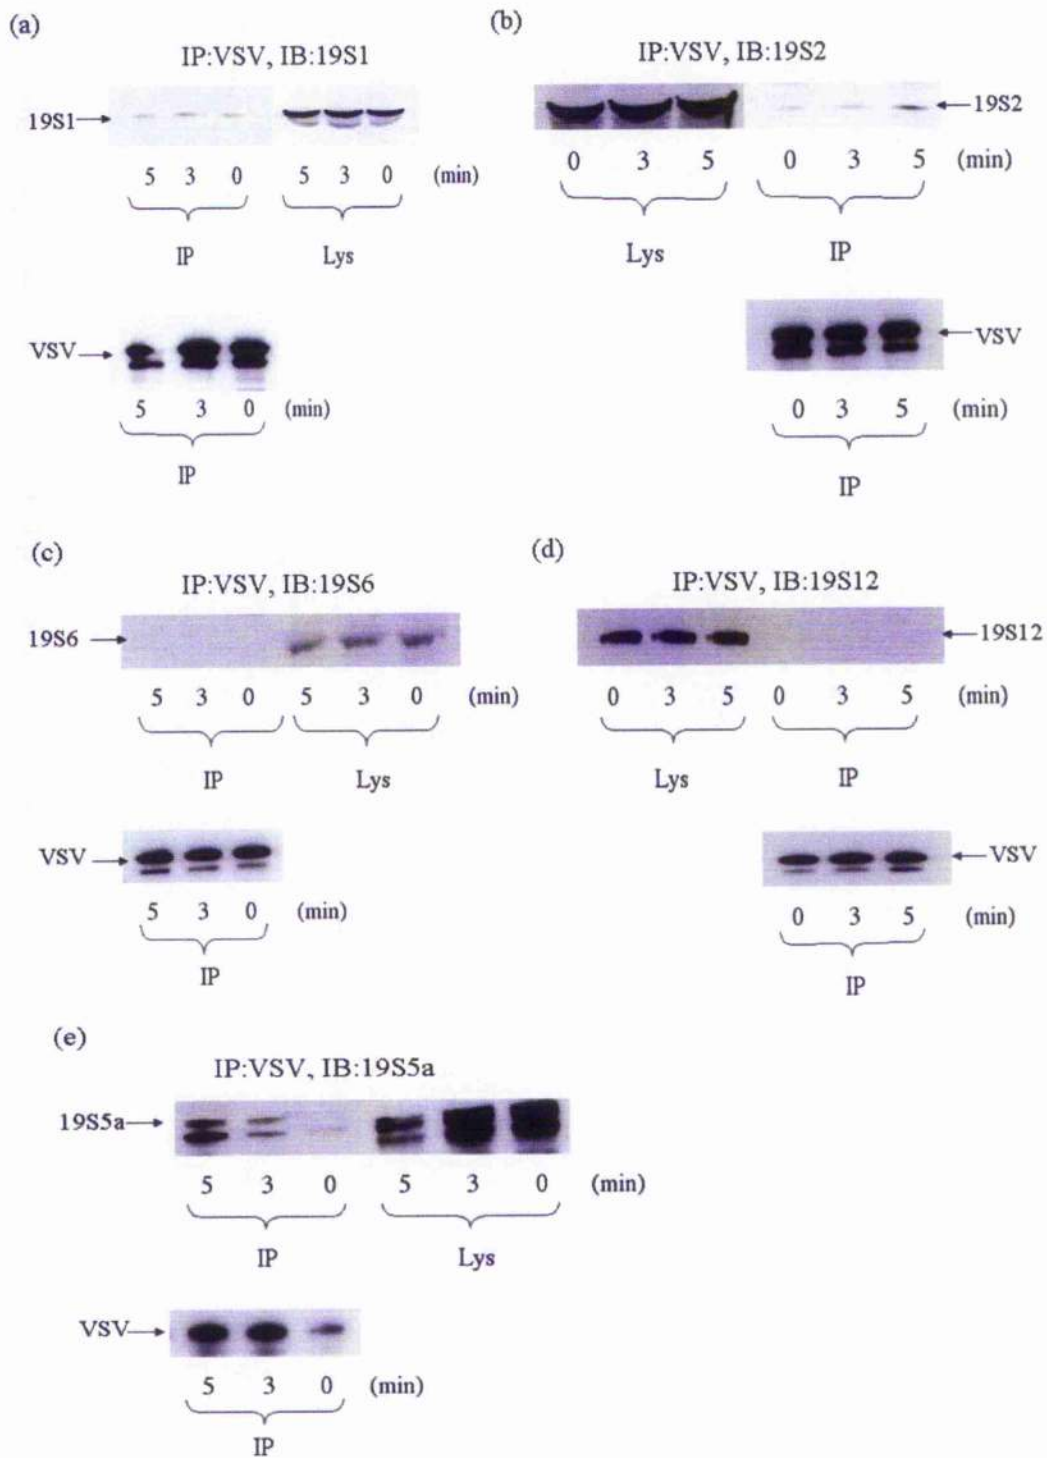 (a)
IP:VSV, IB:19S1
19S1
5 3 0 5 3 0 (min)
IP Lys
VSV
5 3 0 (min)
IP
(b)
IP:VSV, IB:19S2
19S2
0 3 5 0 3 5 (min)
Lys IP
VSV
0 3 5 (min)
IP
(c)
IP:VSV, IB:19S6
19S6
5 3 0 5 3 0 (min)
IP Lys
VSV
5 3 0 (min)
IP
(d)
IP:VSV, IB:19S12
19S12
0 3 5 0 3 5 (min)
Lys IP
VSV
0 3 5 (min)
IP
(e)
IP:VSV, IB:19S5a
19S5a
5 3 0 5 3 0 (min)
IP Lys
VSV
5 3 0 (min)
IP